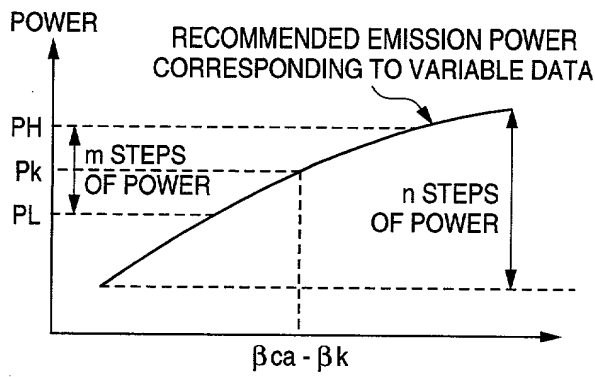 POWER
RECOMMENDED EMISSION POWER
CORRESPONDING TO VARIABLE DATA
PH
m STEPS
OF POWER
Pk
PL
n STEPS
OF POWER
βca - βk